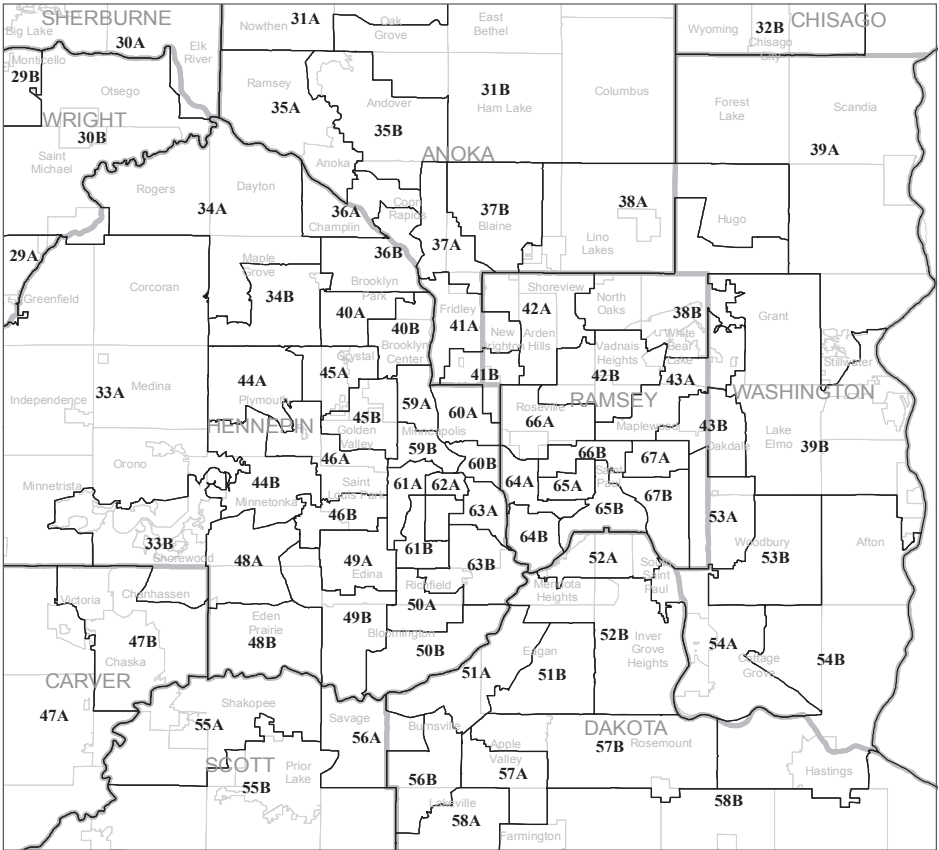 SHERBURNE
31A
Oak
Grove
East
Bethel
CHISAGO
Big Lake
Nowthen
Wyoming
32B
30A
Elk
River
Chisago
City
Monticello
29B
Otsego
Ramsey
35A
Andover
31B
Ham Lake
Columbus
Forest
Lake
Scandia
WRIGHT
30B
35B
39A
Saint
Michael
Anoka
ANOKA
Rogers
Dayton
34A
36A
Champlin
Coon
Rapids
37B
Blaine
38A
Hugo
37A
Lino
Lakes
29A
36B
Maple
Grove
Corcoran
Greenfield
34B
Brooklyn
Park
Shoreview
North
Oaks
40A
40B
Fridley
41A
42A
38B
Grant
Brooklyn
Center
New
Brighton
Arden
Hills
Vadnais
Heights
White
Bear
Lake
Crystal
45A
41B
42B
43A
Stillwater
33A
Medina
44A
Plymouth
45B
59A
60A
Roseville
66A
RAMSEY
WASHINGTON
Independence
HENNEPIN
Golden
Valley
Minneapolis
Maplewood
43B
Lake
Elmo
39B
Oakdale
Orono
46A
59B
60B
66B
67A
Minnetrista
44B
Minnetonka
Saint
Louis Park
61A
62A
64A
65A
Saint
Paul
67B
46B
63A
65B
53A
33B
Shorewood
48A
49A
Edina
61B
63B
64B
52A
Woodbury
53B
Afton
Richfield
Mendota
Heights
South
Saint
Paul
Victoria
Chanhassen
50A
Eden
Prairie
48B
49B
Bloomington
50B
52B
Inver
Grove
Heights
54A
47B
Chaska
Eagan
51B
Cottage
Grove
54B
51A
CARVER
47A
Shakopee
55A
Savage
56A
Burnsville
DAKOTA
57B
Rosemount
SCOTT
55B
Prior
Lake
Apple
Valley
57A
56B
Hastings
Lakeville
58A
58B
Farmington